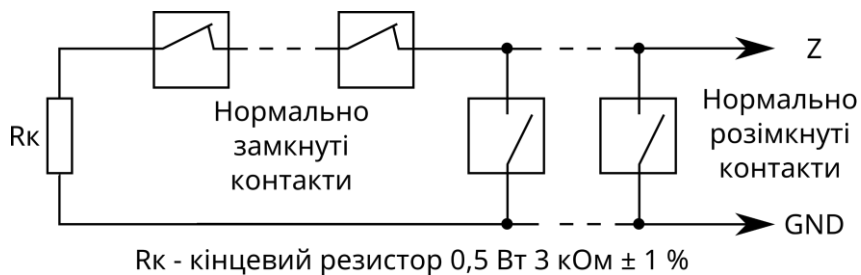 Z
Нормально
замкнуті
контакти
Нормально
розімкнуті
контакти
Rк
GND
Rк - кінцевий резистор 0,5 Вт 3 кОм ± 1 %